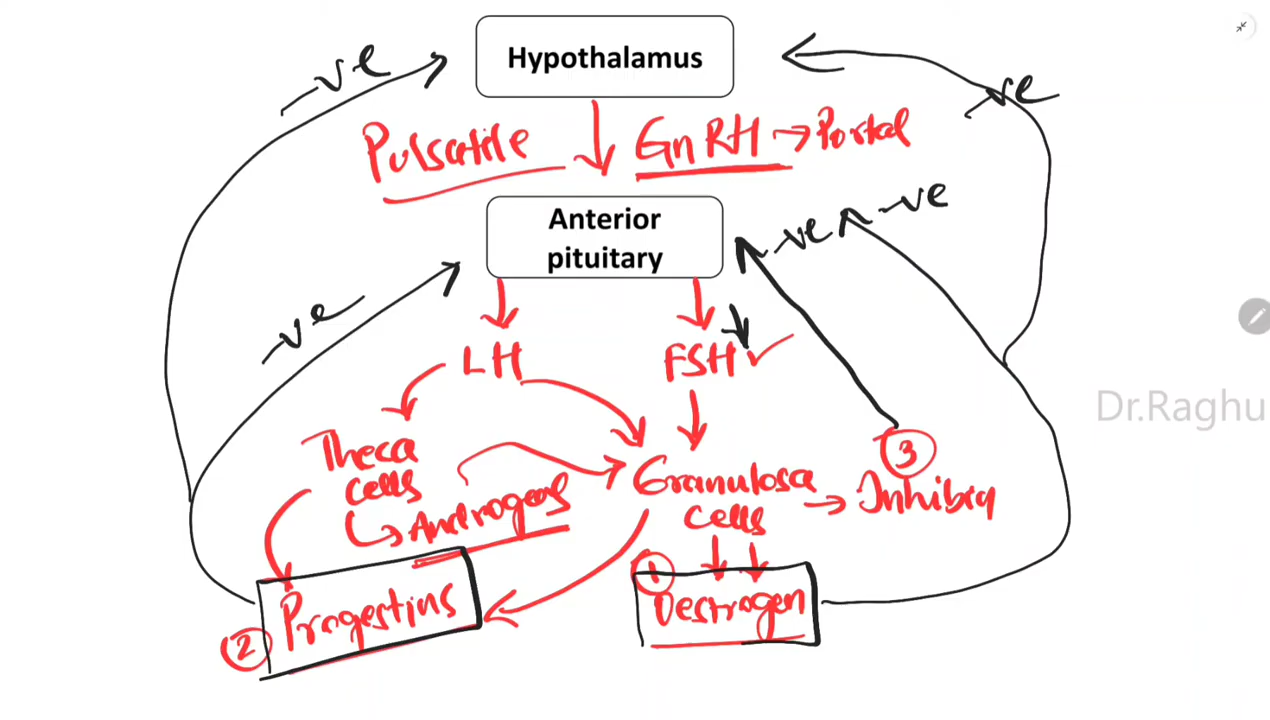 -ve
Hypothalamus
-ve
Pulsatile
GnRH → Portal
Anterior
pituitary
-ve
-ve
-ve
LH
FSH ✓
Dr.Raghu
Theca
cells
Androgens
Granulosa
cells
3
Inhibin
1
Oestrogen
2
Progestins